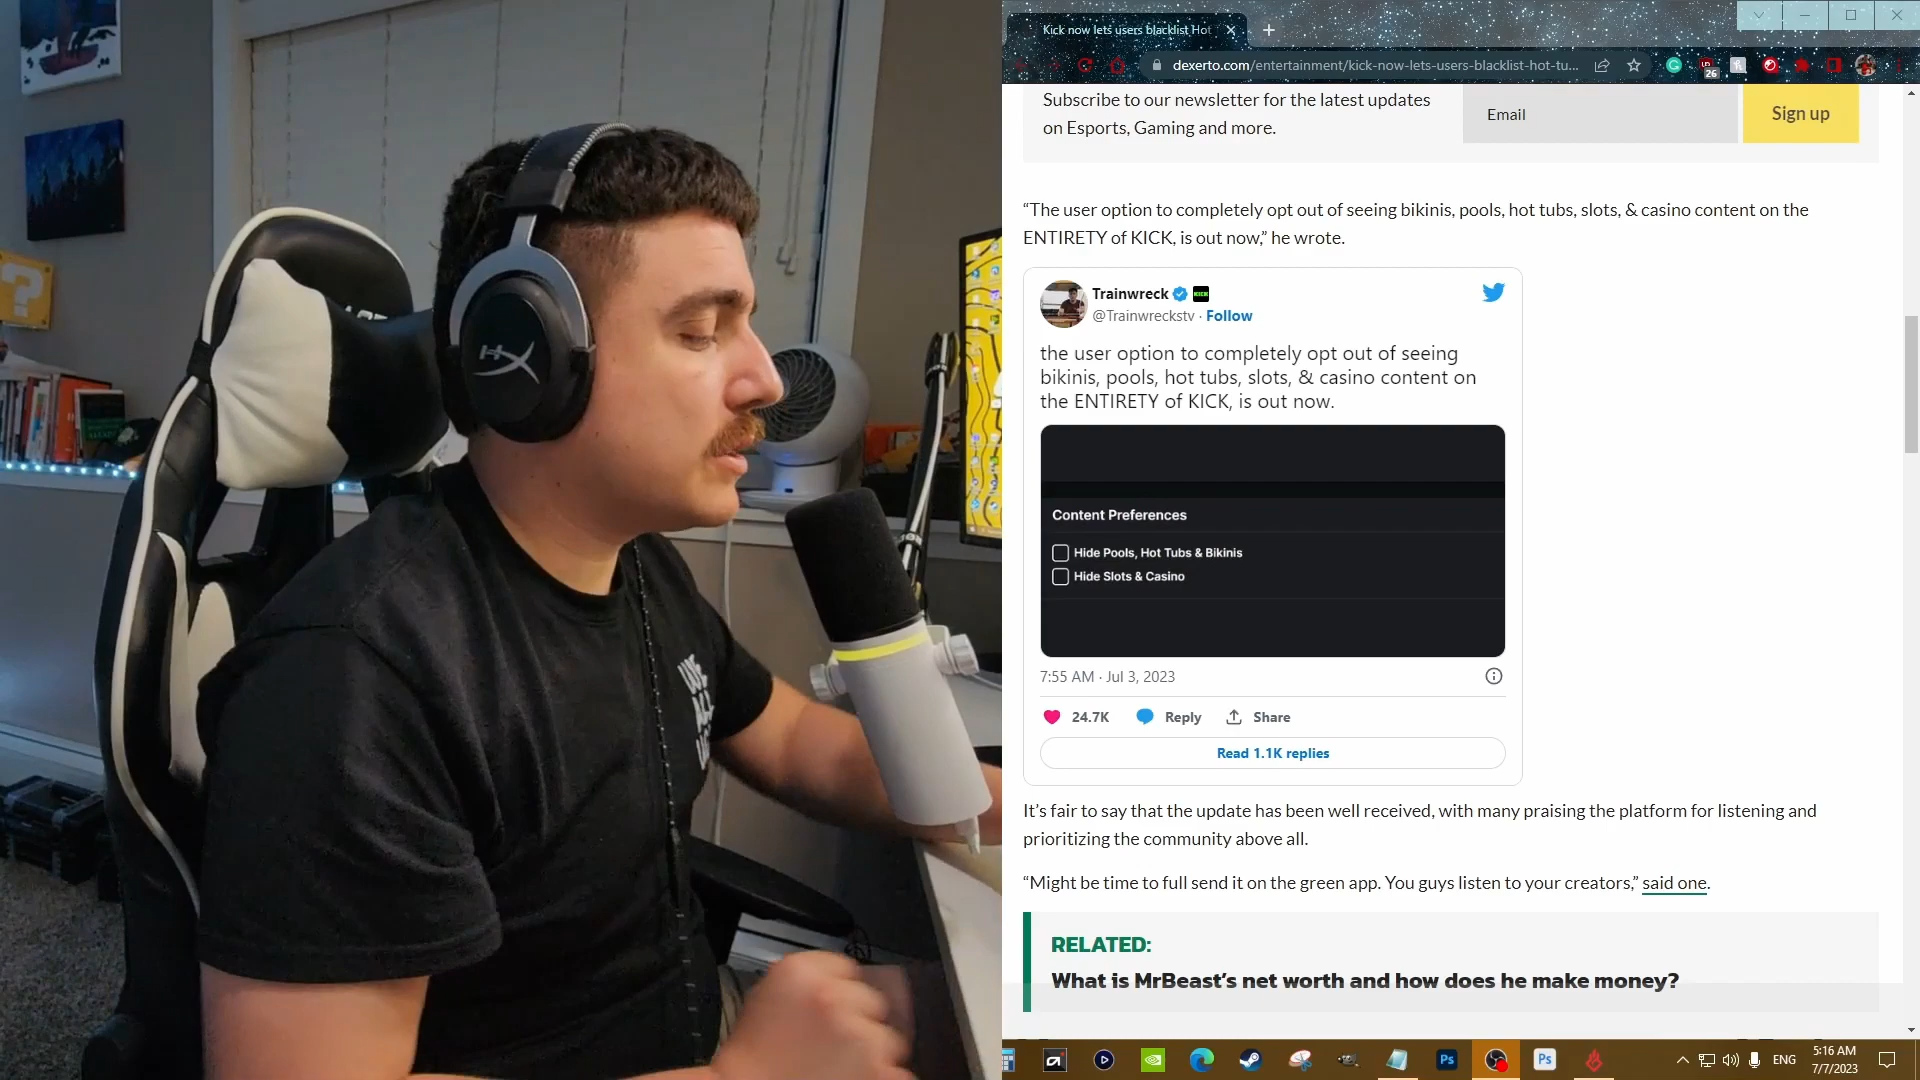 Kick now lets users blacklist Hot
dexerto.com/entertainment/kick-now-lets-users-blacklist-hot-tu...
26
Subscribe to our newsletter for the latest updates
on Esports, Gaming and more.
Email
Sign up
“The user option to completely opt out of seeing bikinis, pools, hot tubs, slots, & casino content on the
ENTIRETY of KICK, is out now,” he wrote.
Trainwreck KICK
@Trainwreckstv · Follow
the user option to completely opt out of seeing
bikinis, pools, hot tubs, slots, & casino content on
the ENTIRETY of KICK, is out now.
Content Preferences
Hide Pools, Hot Tubs & Bikinis
Hide Slots & Casino
7:55 AM · Jul 3, 2023
24.7K Reply Share
Read 1.1K replies
It’s fair to say that the update has been well received, with many praising the platform for listening and
prioritizing the community above all.
“Might be time to full send it on the green app. You guys listen to your creators,” said one.
RELATED:
What is MrBeast’s net worth and how does he make money?
Ps
Ps
ENG
5:16 AM
7/7/2023
HX
WE
ALL